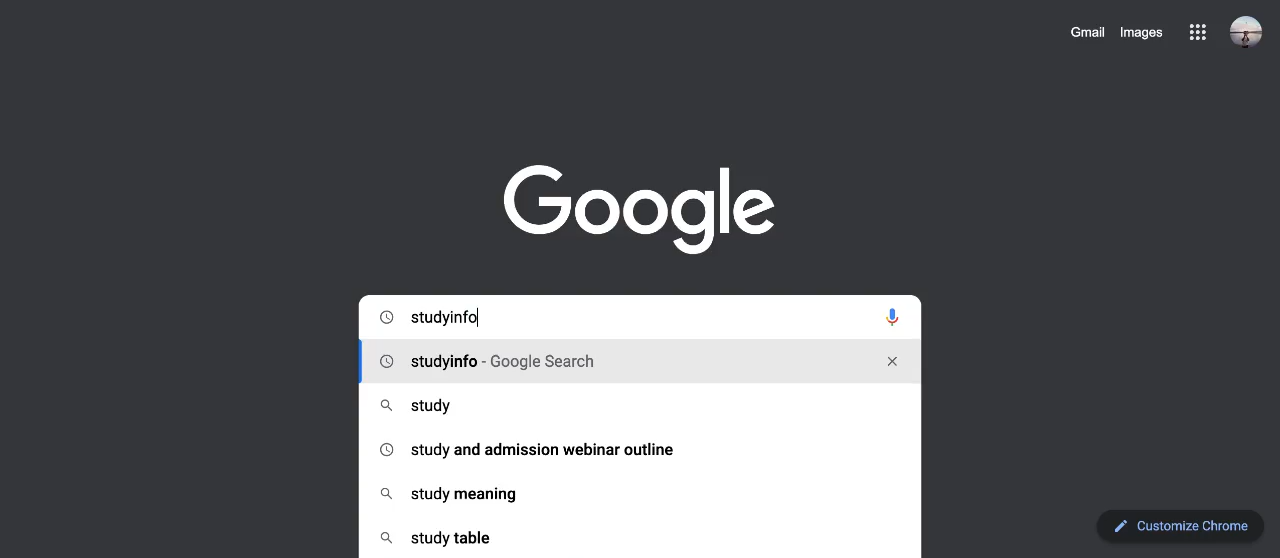 Gmail Images
Google
studyinfo
studyinfo - Google Search
study
study and admission webinar outline
study meaning
study table
Customize Chrome